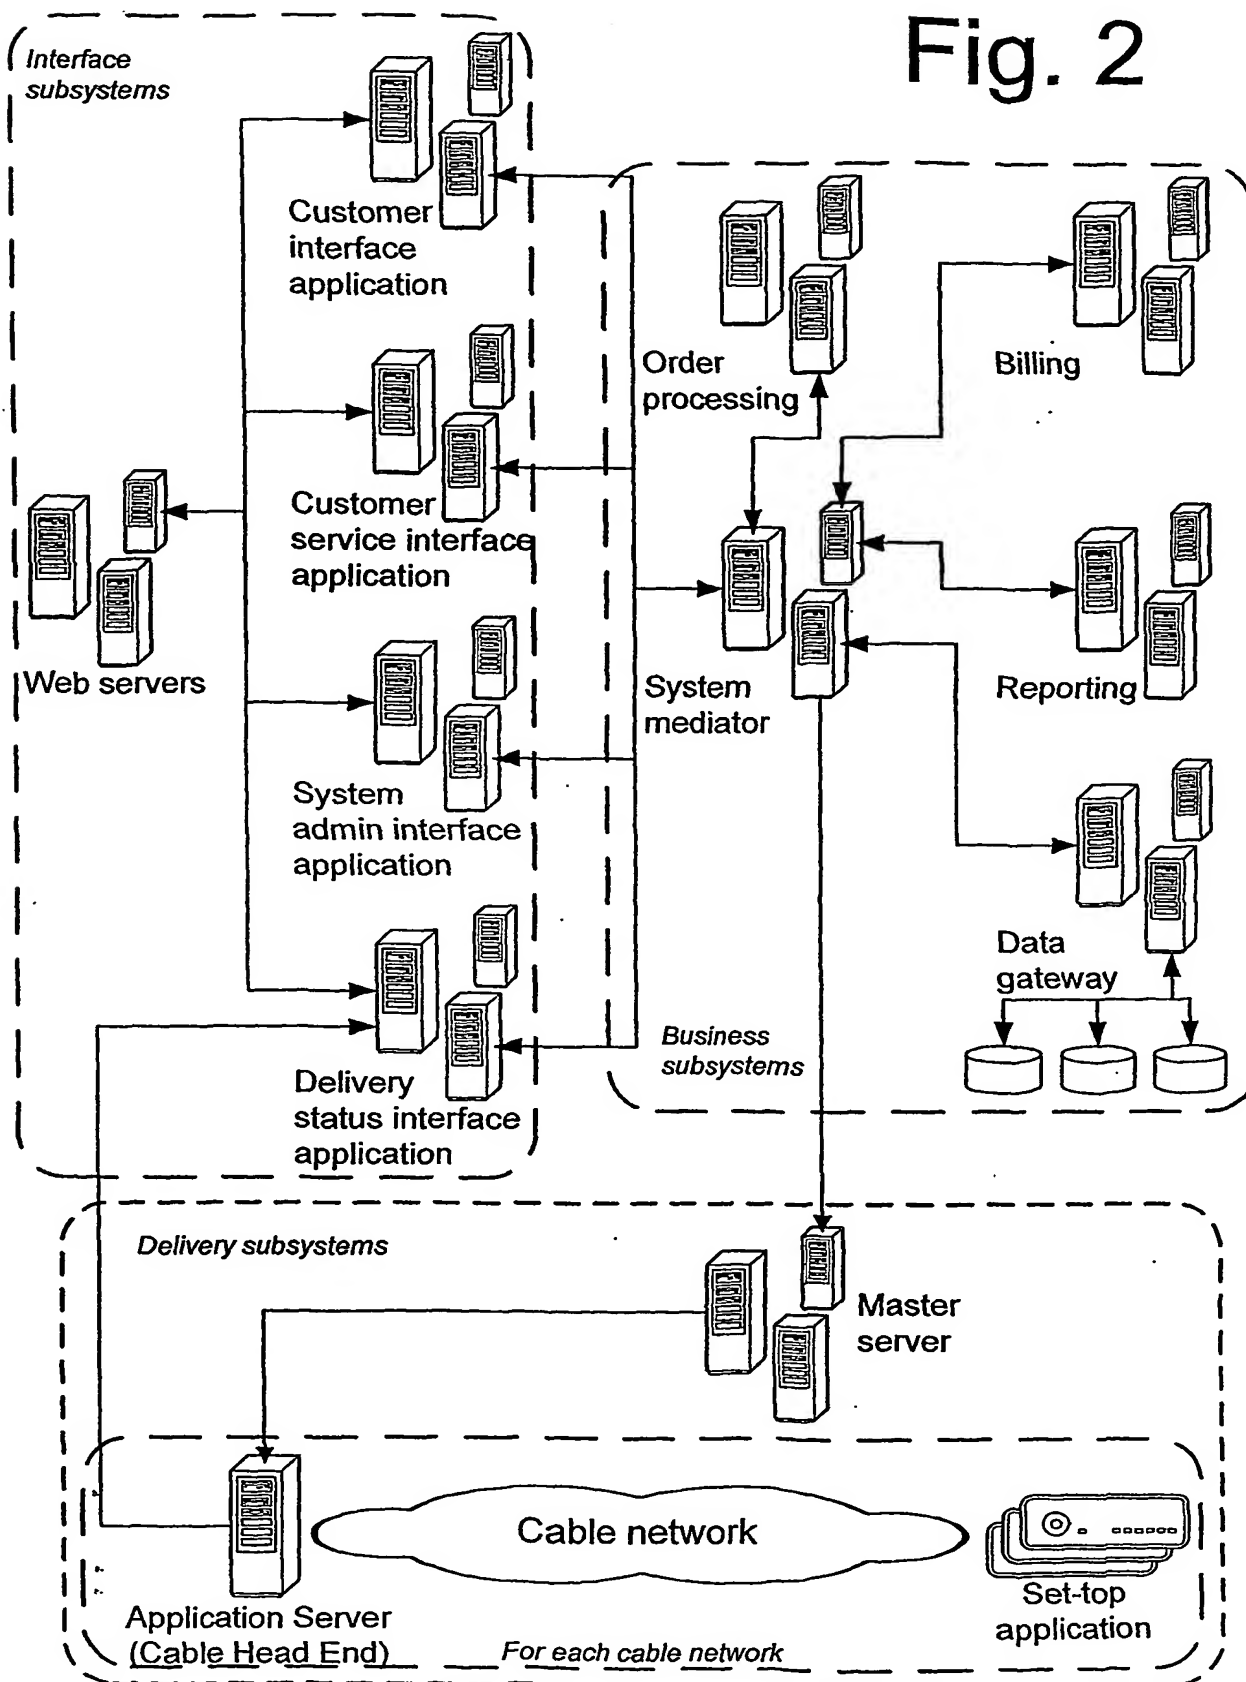 Fig. 2
Interface
subsystems
Customer
interface
application
Customer
service interface
application
Web servers
System
admin interface
application
Delivery
status interface
application
Order
processing
Billing
System
mediator
Reporting
Data
gateway
Business
subsystems
Delivery subsystems
Master
server
Cable network
Application Server
(Cable Head End)
Set-top
application
For each cable network